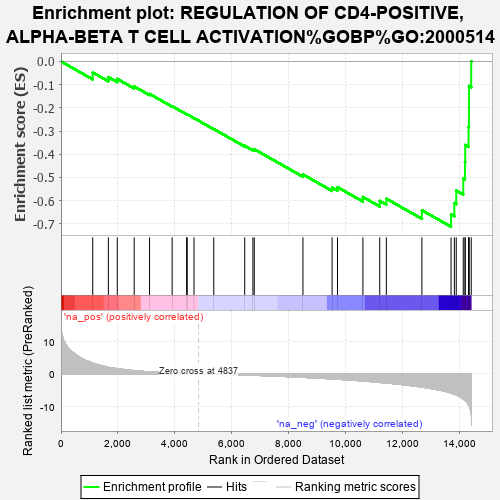 Enrichment plot: REGULATION OF CD4-POSITIVE,
ALPHA-BETA T CELL ACTIVATION%GOBP%GO:2000514
Enrichment score (ES)
0.0
-0.1
-0.2
-0.3
-0.4
-0.5
-0.6
-0.7
'na_pos' (positively correlated)
Ranked list metric (PreRanked)
10
0
-10
Zero cross at 4837
'na_neg' (negatively correlated)
0 2,000 4,000 6,000 8,000 10,000 12,000 14,000
Rank in Ordered Dataset
Enrichment profile Hits Ranking metric scores